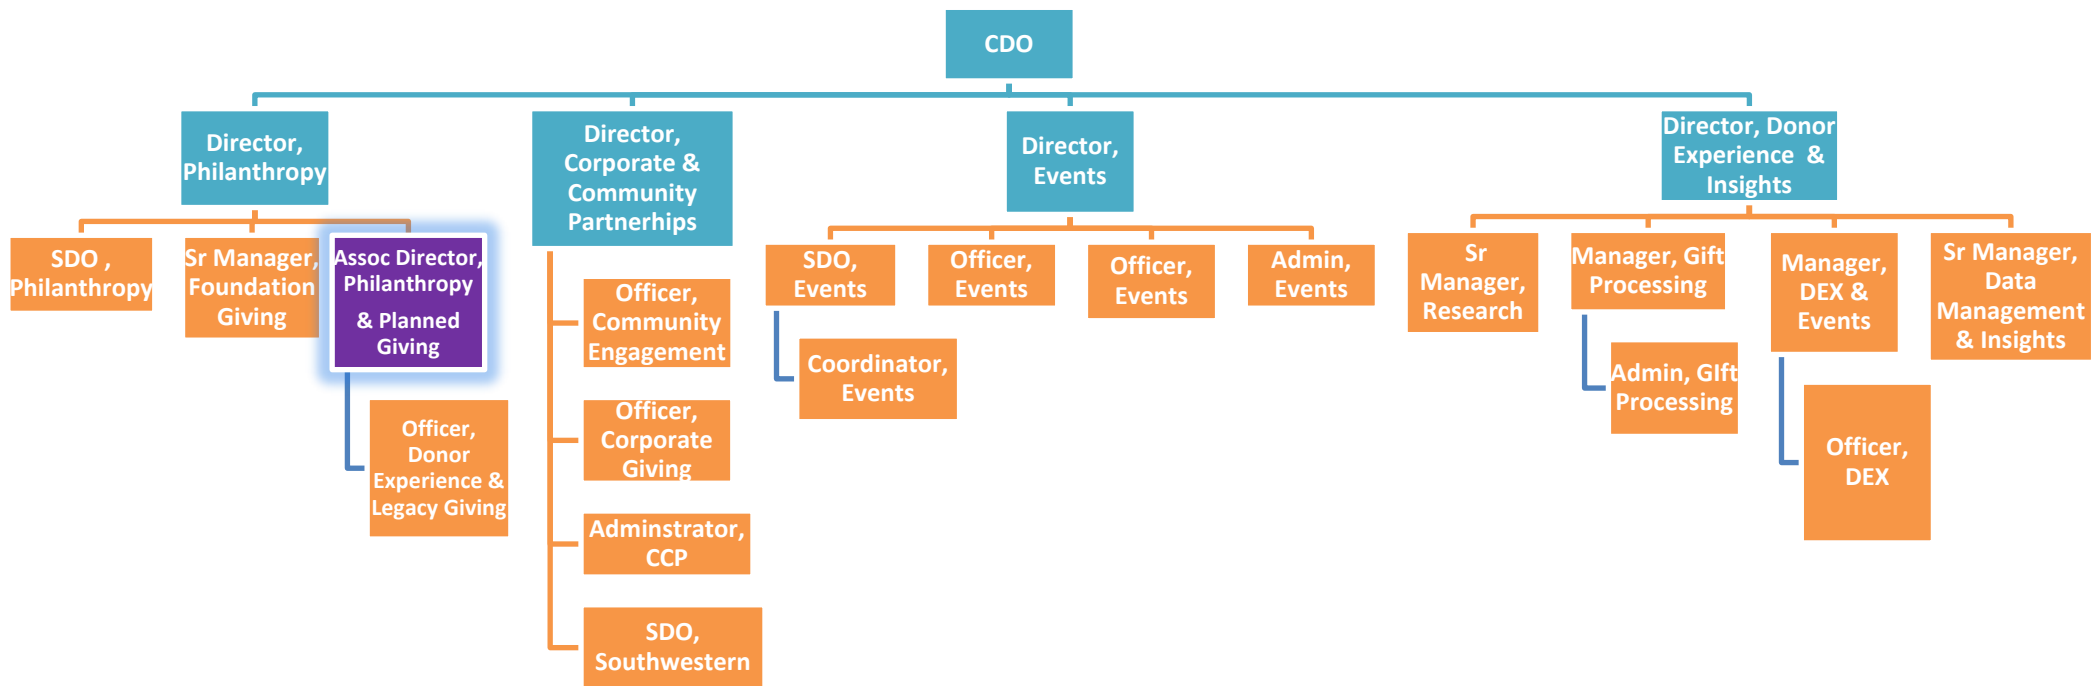 CDO
Director,
Philanthropy
Director,
Corporate &
Community
Partnerhips
Director,
Events
Director, Donor
Experience &
Insights
SDO ,
Philanthropy
Sr Manager,
Foundation
Giving
Assoc Director,
Philanthropy
& Planned
Giving
Officer,
Donor
Experience &
Legacy Giving
Officer,
Community
Engagement
Officer,
Corporate
Giving
Adminstrator,
CCP
SDO,
Southwestern
SDO,
Events
Officer,
Events
Officer,
Events
Admin,
Events
Coordinator,
Events
Sr
Manager,
Research
Manager, Gift
Processing
Manager,
DEX &
Events
Sr Manager,
Data
Management
& Insights
Admin, GIft
Processing
Officer,
DEX